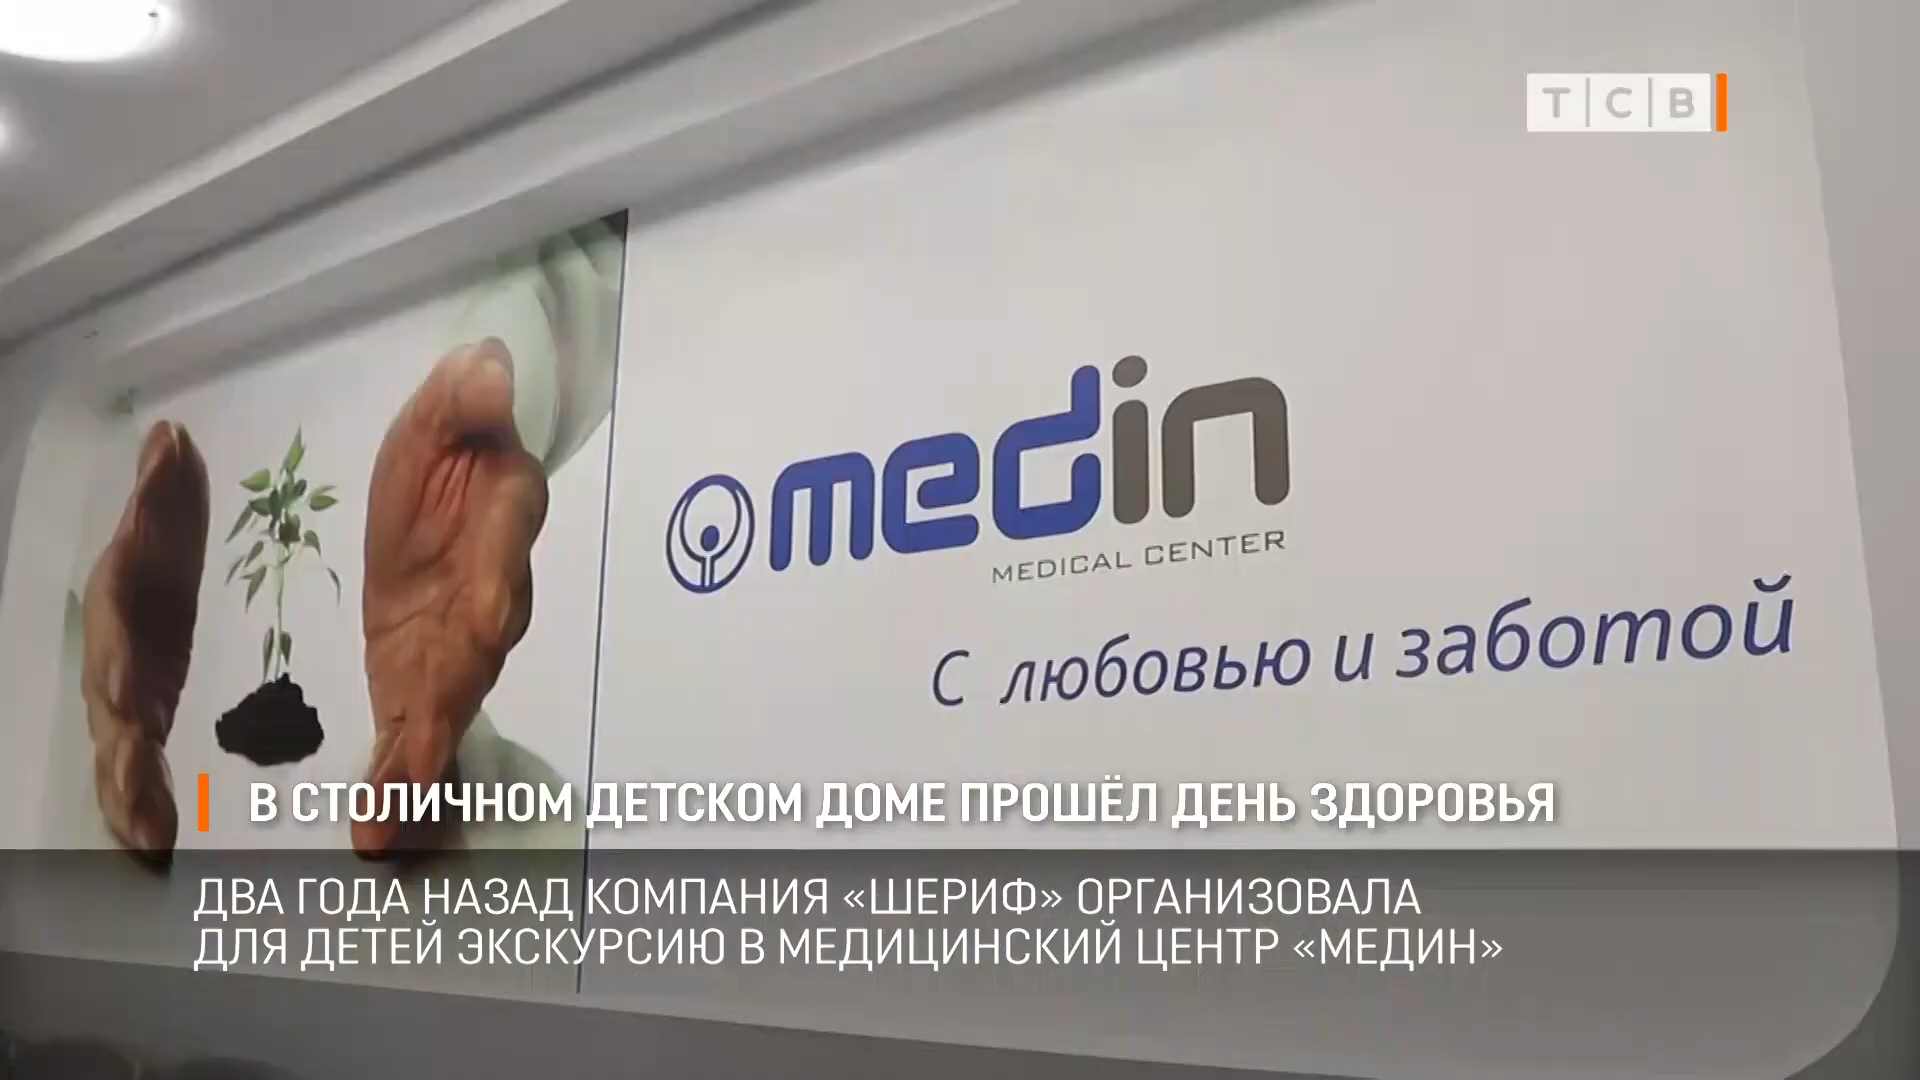 Т|С|В
medin
MEDICAL CENTER
С любовью и заботой
В СТОЛИЧНОМ ДЕТСКОМ ДОМЕ ПРОШЁЛ ДЕНЬ ЗДОРОВЬЯ
ДВА ГОДА НАЗАД КОМПАНИЯ «ШЕРИФ» ОРГАНИЗОВАЛА
ДЛЯ ДЕТЕЙ ЭКСКУРСИЮ В МЕДИЦИНСКИЙ ЦЕНТР «МЕДИН»